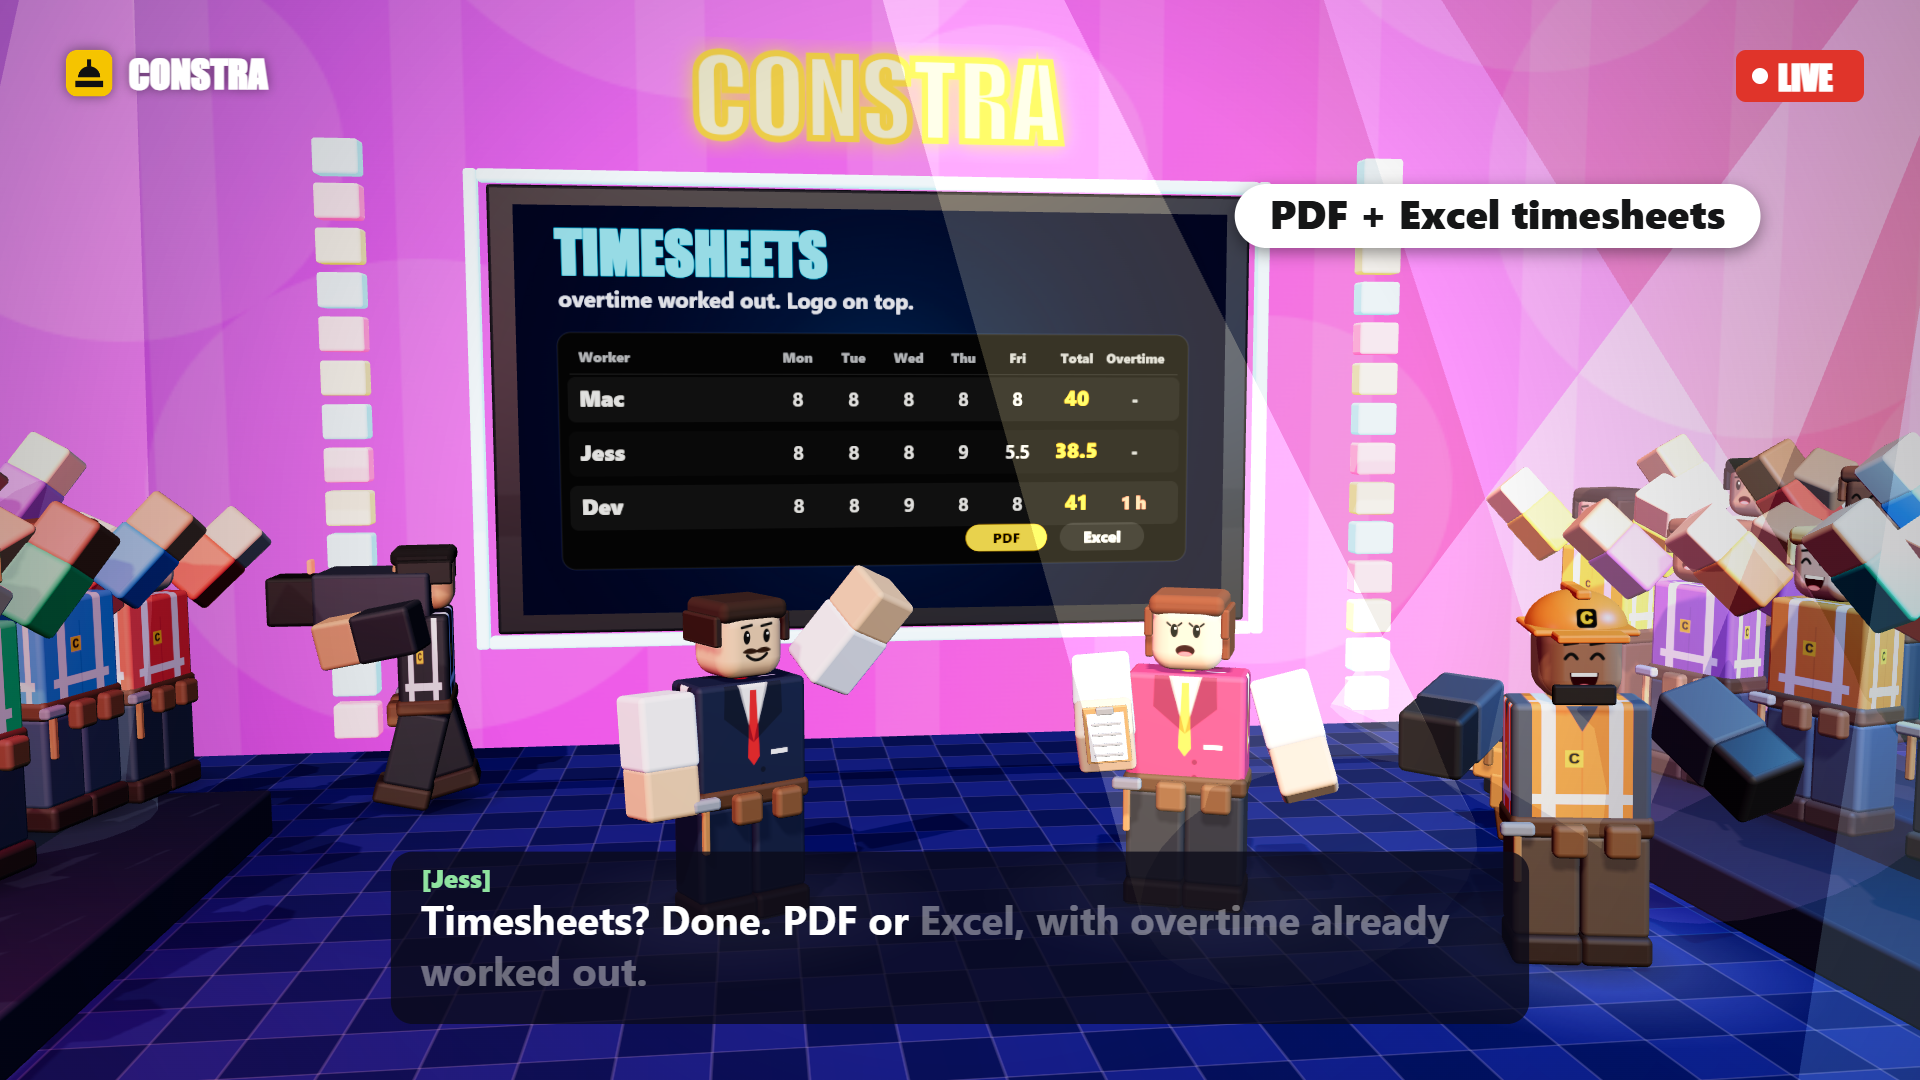 CONSTRA
CONSTRA
LIVE
PDF + Excel timesheets
TIMESHEETS
overtime worked out. Logo on top.
Worker Mon Tue Wed Thu Fri Total Overtime
Mac 8 8 8 8 8 40 -
Jess 8 8 8 9 5.5 38.5 -
Dev 8 8 9 8 8 41 1 h
PDF Excel
C
C
C
C
C
C
C
C
C
C
[Jess]
Timesheets? Done. PDF or Excel, with overtime already
worked out.